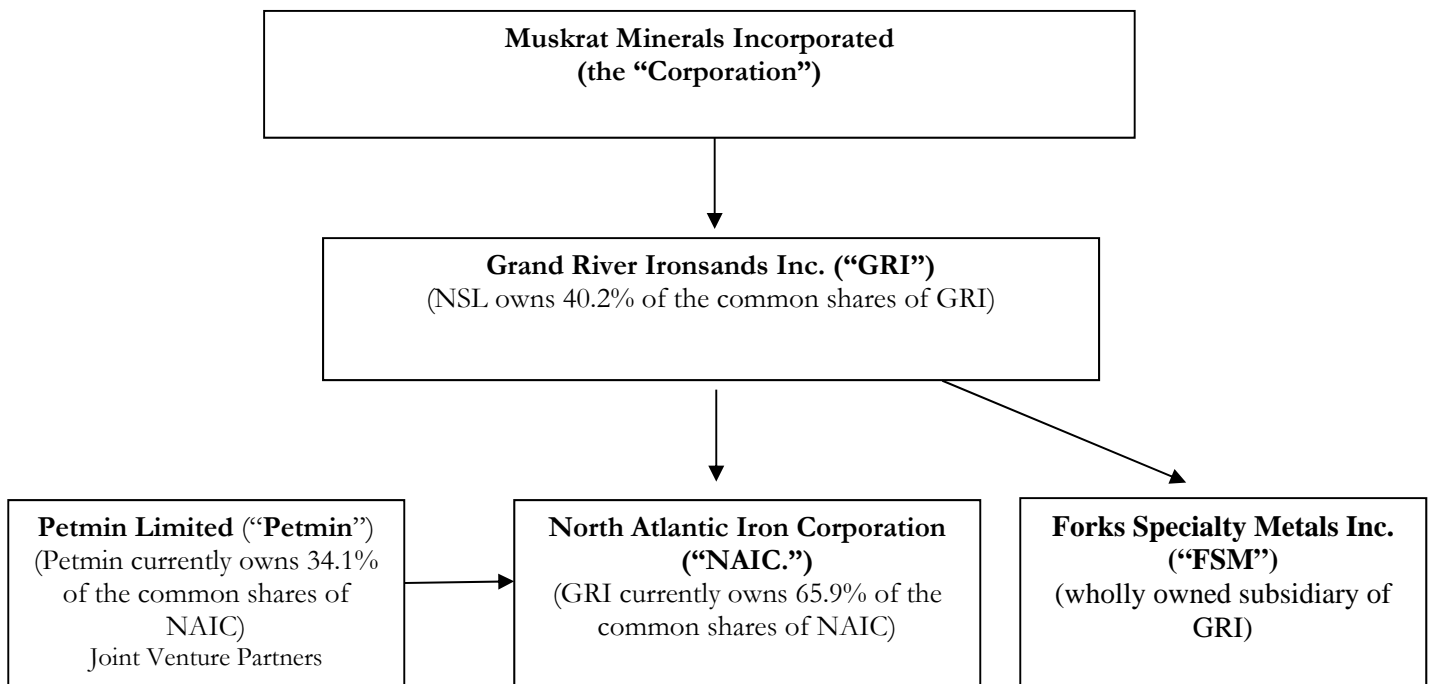 Muskrat Minerals Incorporated
(the “Corporation”)
Grand River Ironsands Inc. (“GRI”)
(NSL owns 40.2% of the common shares of GRI)
Petmin Limited (“Petmin”)
(Petmin currently owns 34.1%
of the common shares of
NAIC)
Joint Venture Partners
North Atlantic Iron Corporation
(“NAIC.”)
(GRI currently owns 65.9% of the
common shares of NAIC)
Forks Specialty Metals Inc.
(“FSM”)
(wholly owned subsidiary of
GRI)